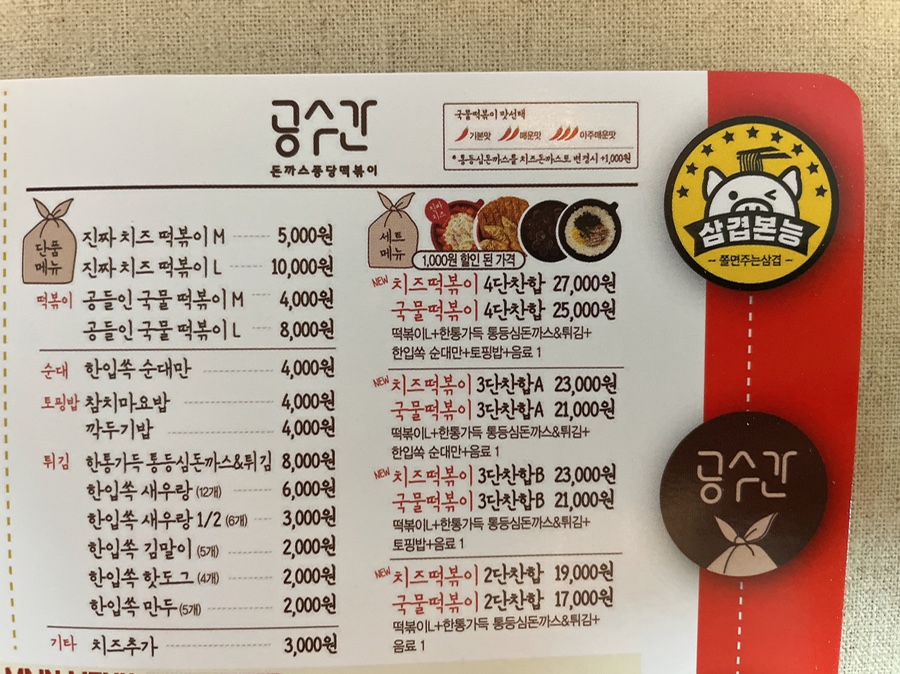 공수간
돈까스퐁당떡볶이
국물떡볶이 맛선택
기본맛 매운맛 아주매운맛
* 통등심돈까스를 치즈돈까스로 변경시 +1,000원
단품
메뉴
진짜 치즈 떡볶이 M 5,000원
진짜 치즈 떡볶이 L 10,000원
떡볶이 공들인 국물 떡볶이 M 4,000원
공들인 국물 떡볶이 L 8,000원
순대 한입쏙 순대만 4,000원
토핑밥 참치마요밥 4,000원
깍두기밥 4,000원
튀김 한통가득 통등심돈까스&튀김 8,000원
한입쏙 새우랑 (12개) 6,000원
한입쏙 새우랑 1/2 (6개) 3,000원
한입쏙 김말이 (5개) 2,000원
한입쏙 핫도그 (4개) 2,000원
한입쏙 만두 (5개) 2,000원
기타 치즈추가 3,000원
세트
메뉴
진짜
치즈
1,000원 할인 된 가격
NEW 치즈떡볶이 4단찬합 27,000원
국물떡볶이 4단찬합 25,000원
떡볶이L+한통가득 통등심돈까스&튀김+
한입쏙 순대만+토핑밥+음료 1
NEW 치즈떡볶이 3단찬합A 23,000원
국물떡볶이 3단찬합A 21,000원
떡볶이L+한통가득 통등심돈까스&튀김+
한입쏙 순대만+음료 1
NEW 치즈떡볶이 3단찬합B 23,000원
국물떡볶이 3단찬합B 21,000원
떡볶이L+한통가득 통등심돈까스&튀김+
토핑밥+음료 1
NEW 치즈떡볶이 2단찬합 19,000원
국물떡볶이 2단찬합 17,000원
떡볶이L+한통가득 통등심돈까스&튀김+
음료 1
삼겹본능
- 쫄면주는삼겹 -
공수간